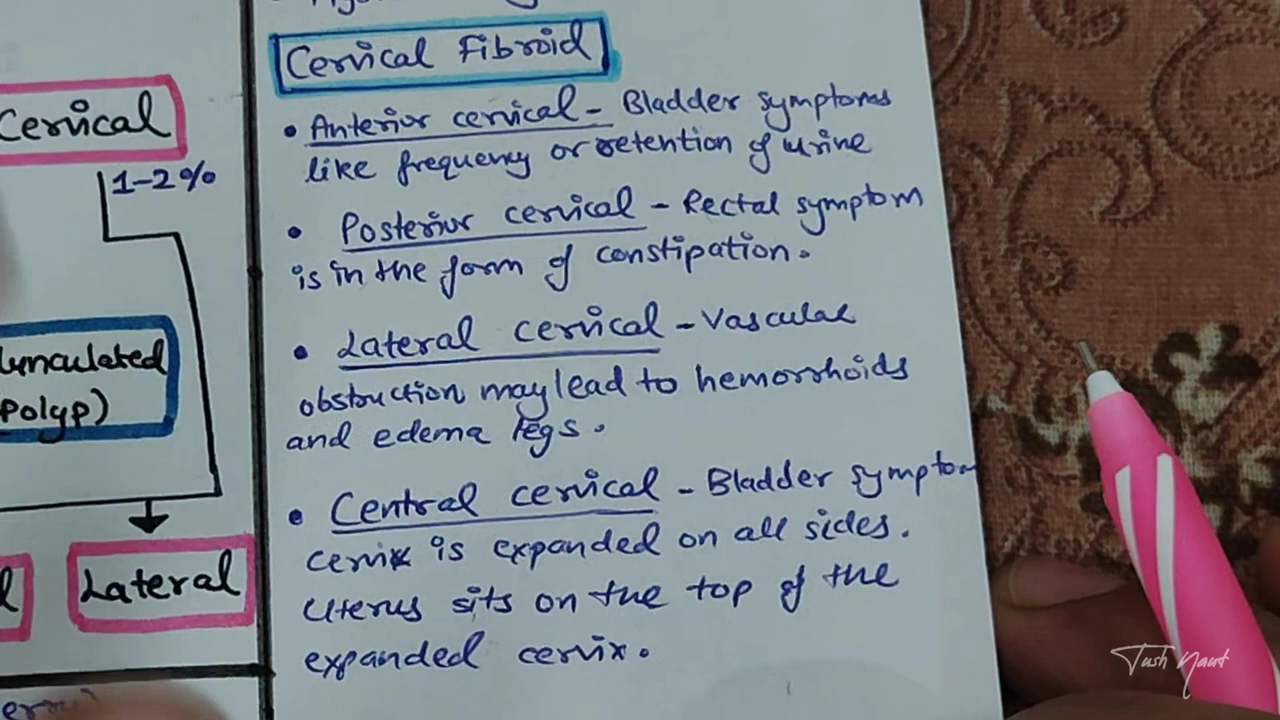 Cervical
1-2%
Polyp)
Lateral
Cervical Fibroid
• Anterior cervical - Bladder symptoms
like frequency or retention of urine
• Posterior cervical - Rectal symptom
is in the form of constipation.
• Lateral cervical - Vascular
obstruction may lead to hemorrhoids
and edema legs.
• Central cervical - Bladder symptom
cervix is expanded on all sides.
Uterus sits on the top of the
expanded cervix.
Tush Naut